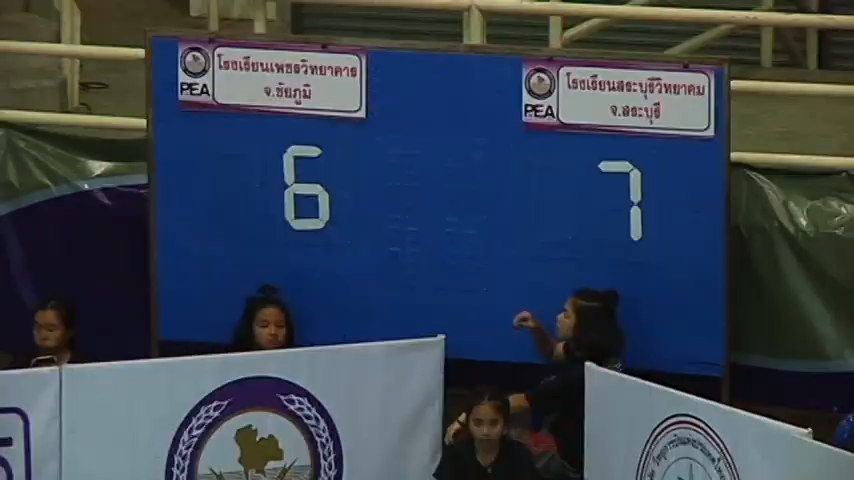 โรงเรียนเพชรวิทยาคาร
จ.ชัยภูมิ
PEA
โรงเรียนสระบุรีวิทยาคม
จ.สระบุรี
PEA
6
7